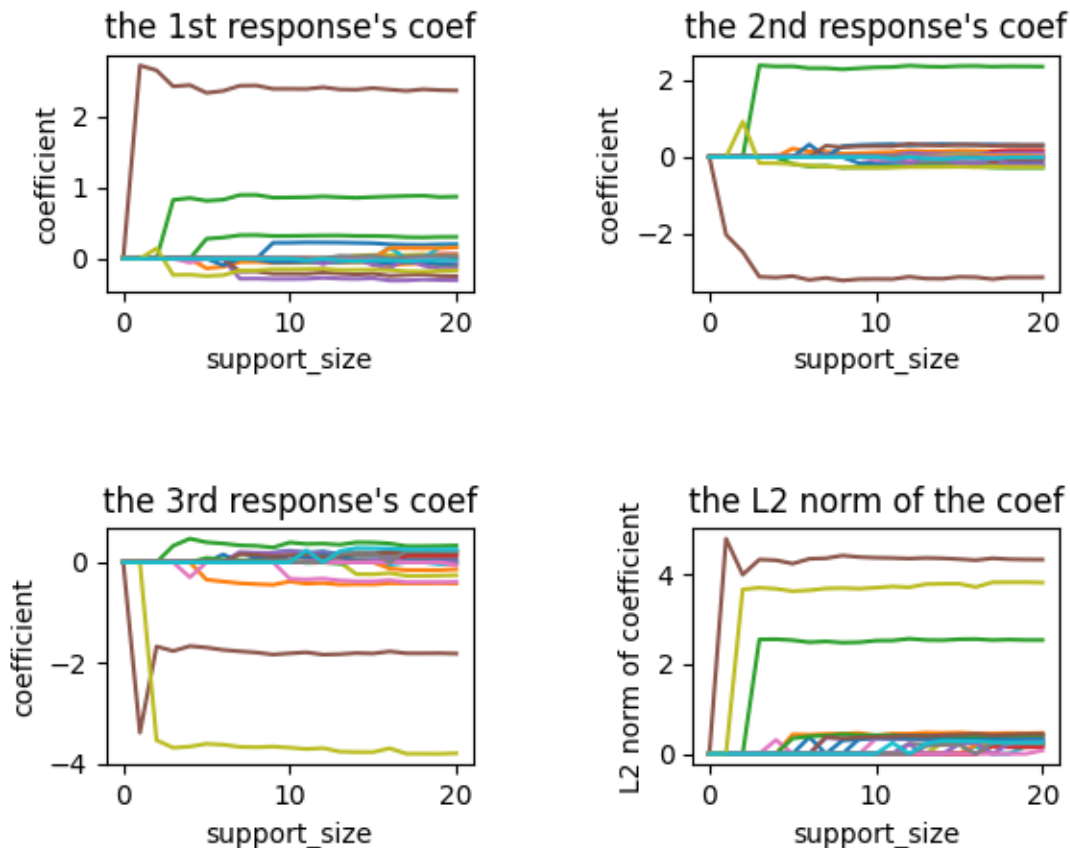 the 1st response's coef
the 2nd response's coef
coefficient
2
1
0
0
10
20
support_size
coefficient
2
0
−2
0
10
20
support_size
the 3rd response's coef
the L2 norm of the coef
coefficient
0
−2
−4
0
10
20
support_size
L2 norm of coefficient
4
2
0
0
10
20
support_size